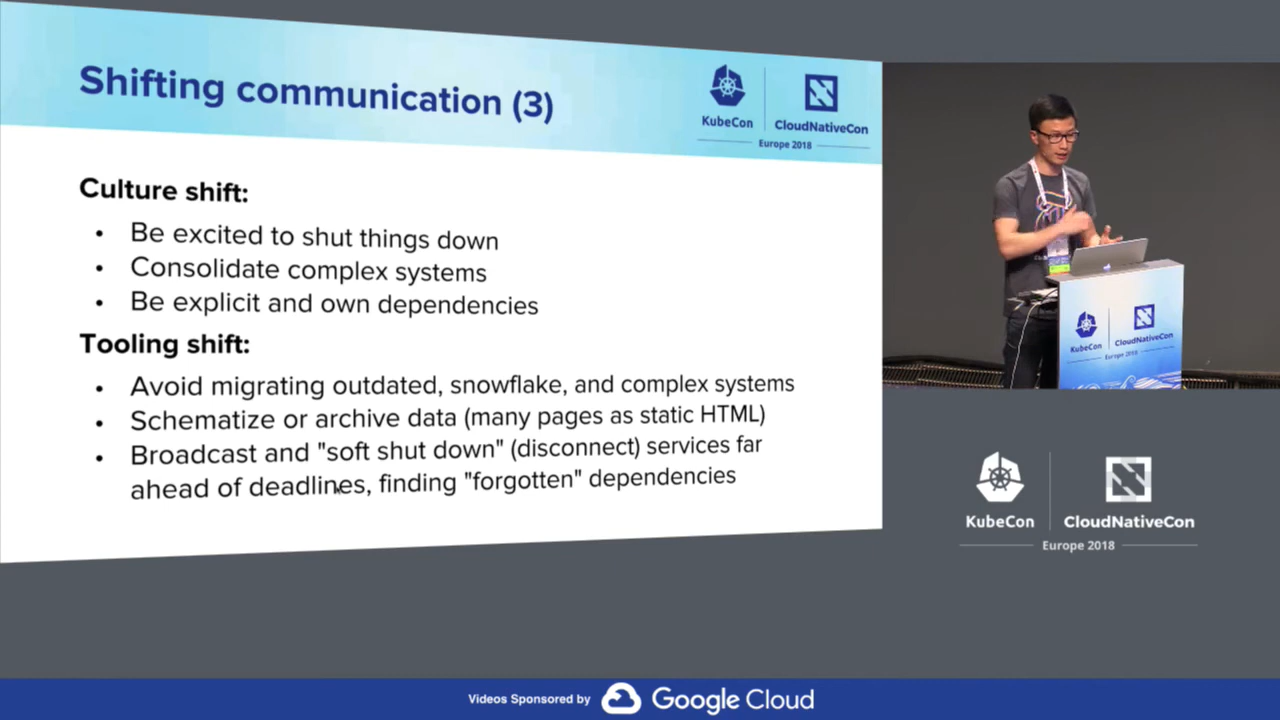 Shifting communication (3)
KubeCon
CloudNativeCon
Europe 2018
Culture shift:
• Be excited to shut things down
• Consolidate complex systems
• Be explicit and own dependencies
Tooling shift:
• Avoid migrating outdated, snowflake, and complex systems
• Schematize or archive data (many pages as static HTML)
• Broadcast and "soft shut down" (disconnect) services far
ahead of deadlines, finding "forgotten" dependencies
KubeCon
CloudNativeCon
Europe 2018
KubeCon
CloudNativeCon
Europe 2018
Videos Sponsored by Google Cloud